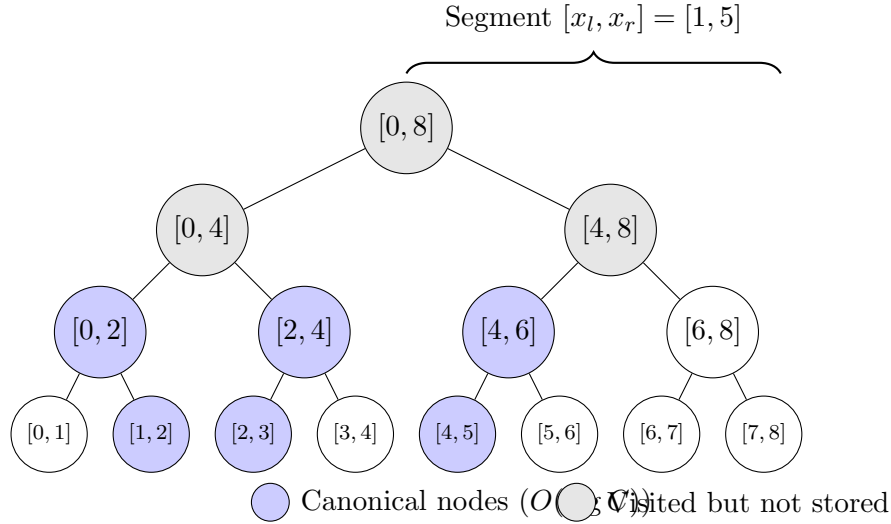 Segment [x_l, x_r] = [1, 5]
[0, 8]
[0, 4] [4, 8]
[0, 2] [2, 4] [4, 6] [6, 8]
[0, 1] [1, 2] [2, 3] [3, 4] [4, 5] [5, 6] [6, 7] [7, 8]
Canonical nodes Visited but not stored